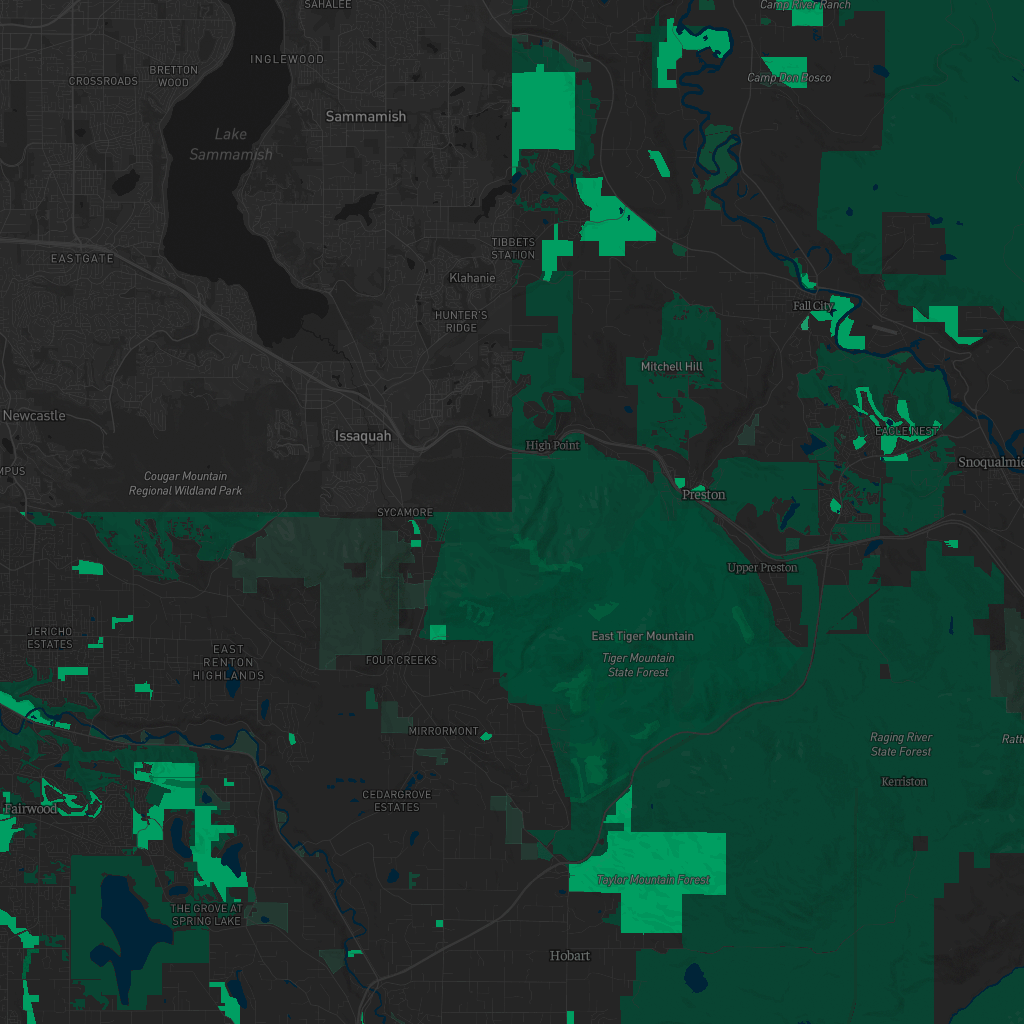 SAHALEE
Camp River Ranch
INGLEWOOD
BRETTON
WOOD
CROSSROADS
Camp Don Bosco
Sammamish
Lake
Sammamish
TIBBETS
STATION
EASTGATE
Klahanie
Fall City
HUNTER'S
RIDGE
Mitchell Hill
Newcastle
Issaquah
EAGLE NEST
High Point
Snoqualmie
MPUS
Cougar Mountain
Regional Wildland Park
Preston
SYCAMORE
Upper Preston
JERICHO
ESTATES
East Tiger Mountain
EAST
RENTON
HIGHLANDS
FOUR CREEKS
Tiger Mountain
State Forest
MIRRORMONT
Raging River
State Forest
Ratt
Kerriston
CEDARGROVE
ESTATES
Fairwood
Taylor Mountain Forest
THE GROVE AT
SPRING LAKE
Hobart